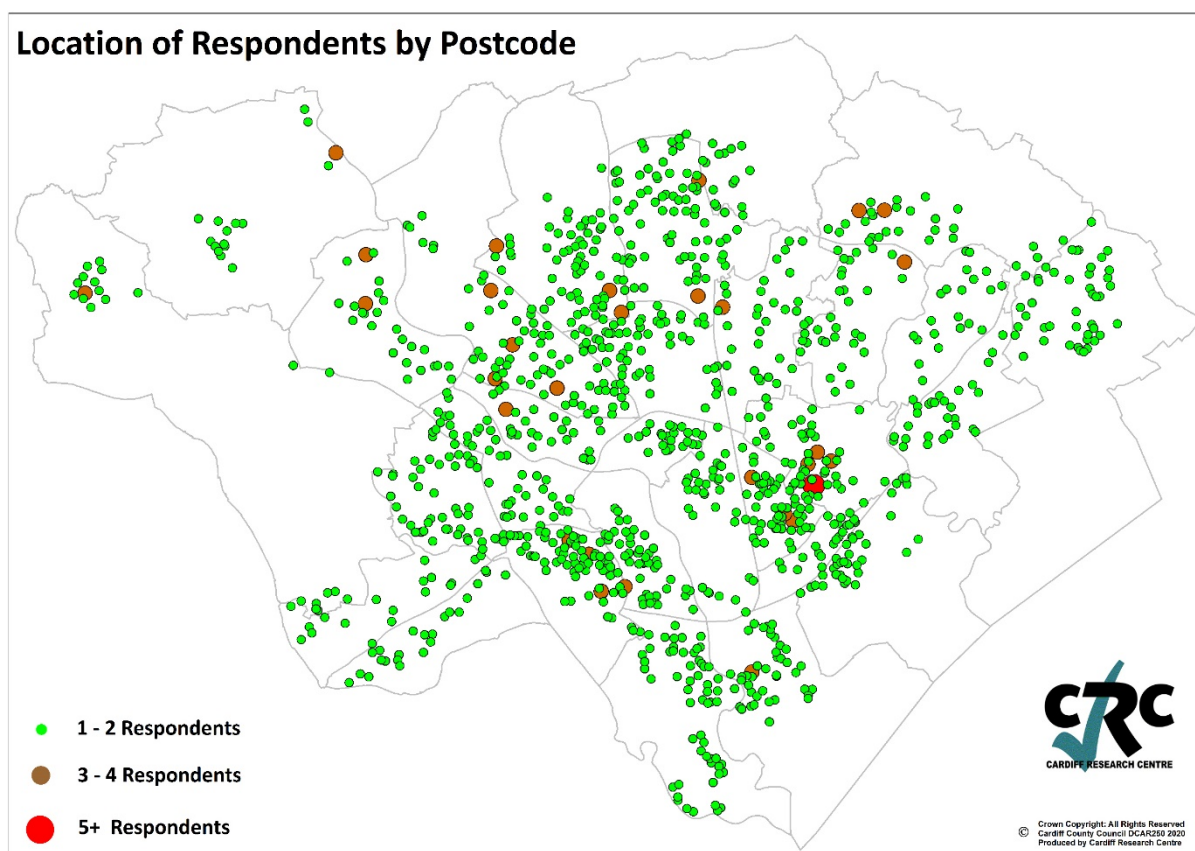 Location of Respondents by Postcode
1 - 2 Respondents
3 - 4 Respondents
5+ Respondents
CRC
CARDIFF RESEARCH CENTRE
© Crown Copyright: All Rights Reserved
Cardiff County Council DCAR250 2020
Produced by Cardiff Research Centre